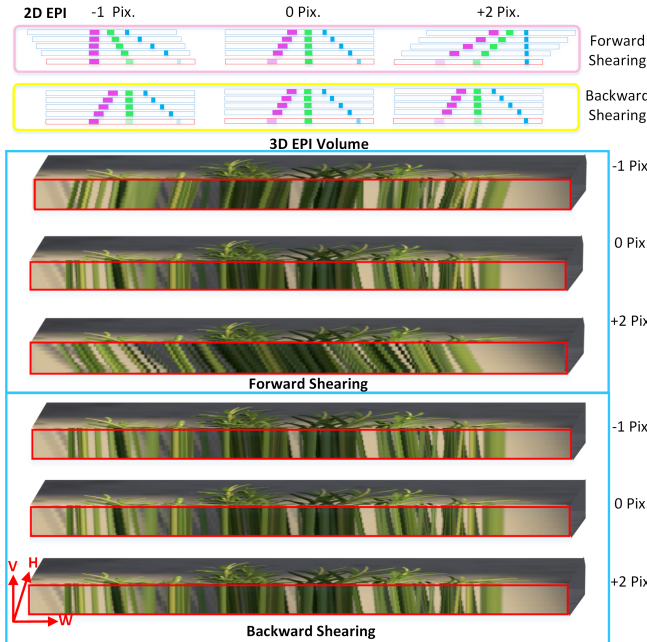 2D EPI -1 Pix. 0 Pix. +2 Pix.
Forward
Shearing
Backward
Shearing
3D EPI Volume
-1 Pix
0 Pix
+2 Pix
Forward Shearing
-1 Pix
0 Pix
+2 Pix
V H
W
Backward Shearing